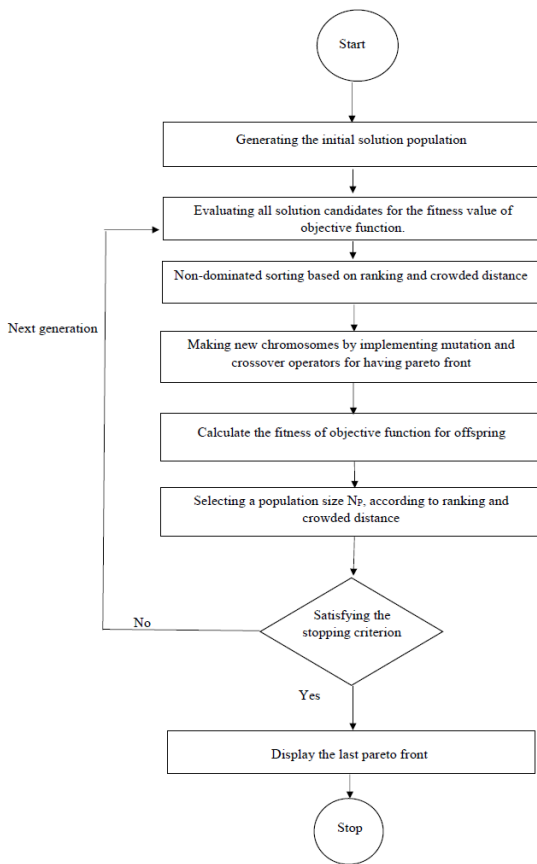 Start
Generating the initial solution population
Evaluating all solution candidates for the fitness value of
objective function.
Non-dominated sorting based on ranking and crowded distance
Next generation
Making new chromosomes by implementing mutation and
crossover operators for having pareto front
Calculate the fitness of objective function for offspring
Selecting a population size NP, according to ranking and
crowded distance
Satisfying the
stopping criterion
No
Yes
Display the last pareto front
Stop